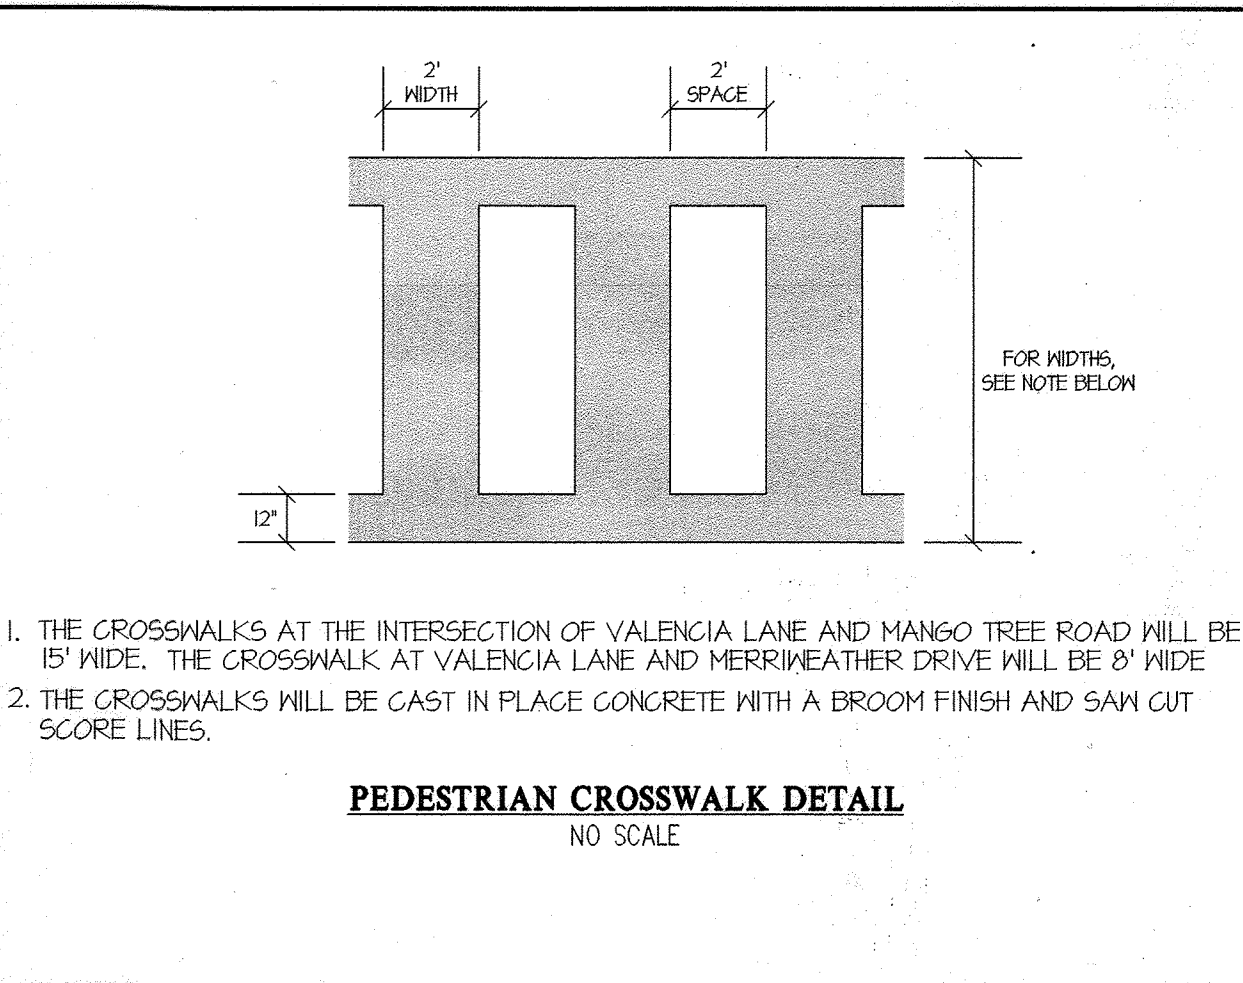 2'
WIDTH
2'
SPACE
FOR WIDTHS,
SEE NOTE BELOW
12"
1. THE CROSSWALKS AT THE INTERSECTION OF VALENCIA LANE AND MANGO TREE ROAD WILL BE
15' WIDE. THE CROSSWALK AT VALENCIA LANE AND MERRIWEATHER DRIVE WILL BE 8' WIDE
2. THE CROSSWALKS WILL BE CAST IN PLACE CONCRETE WITH A BROOM FINISH AND SAW CUT
SCORE LINES.
PEDESTRIAN CROSSWALK DETAIL
NO SCALE